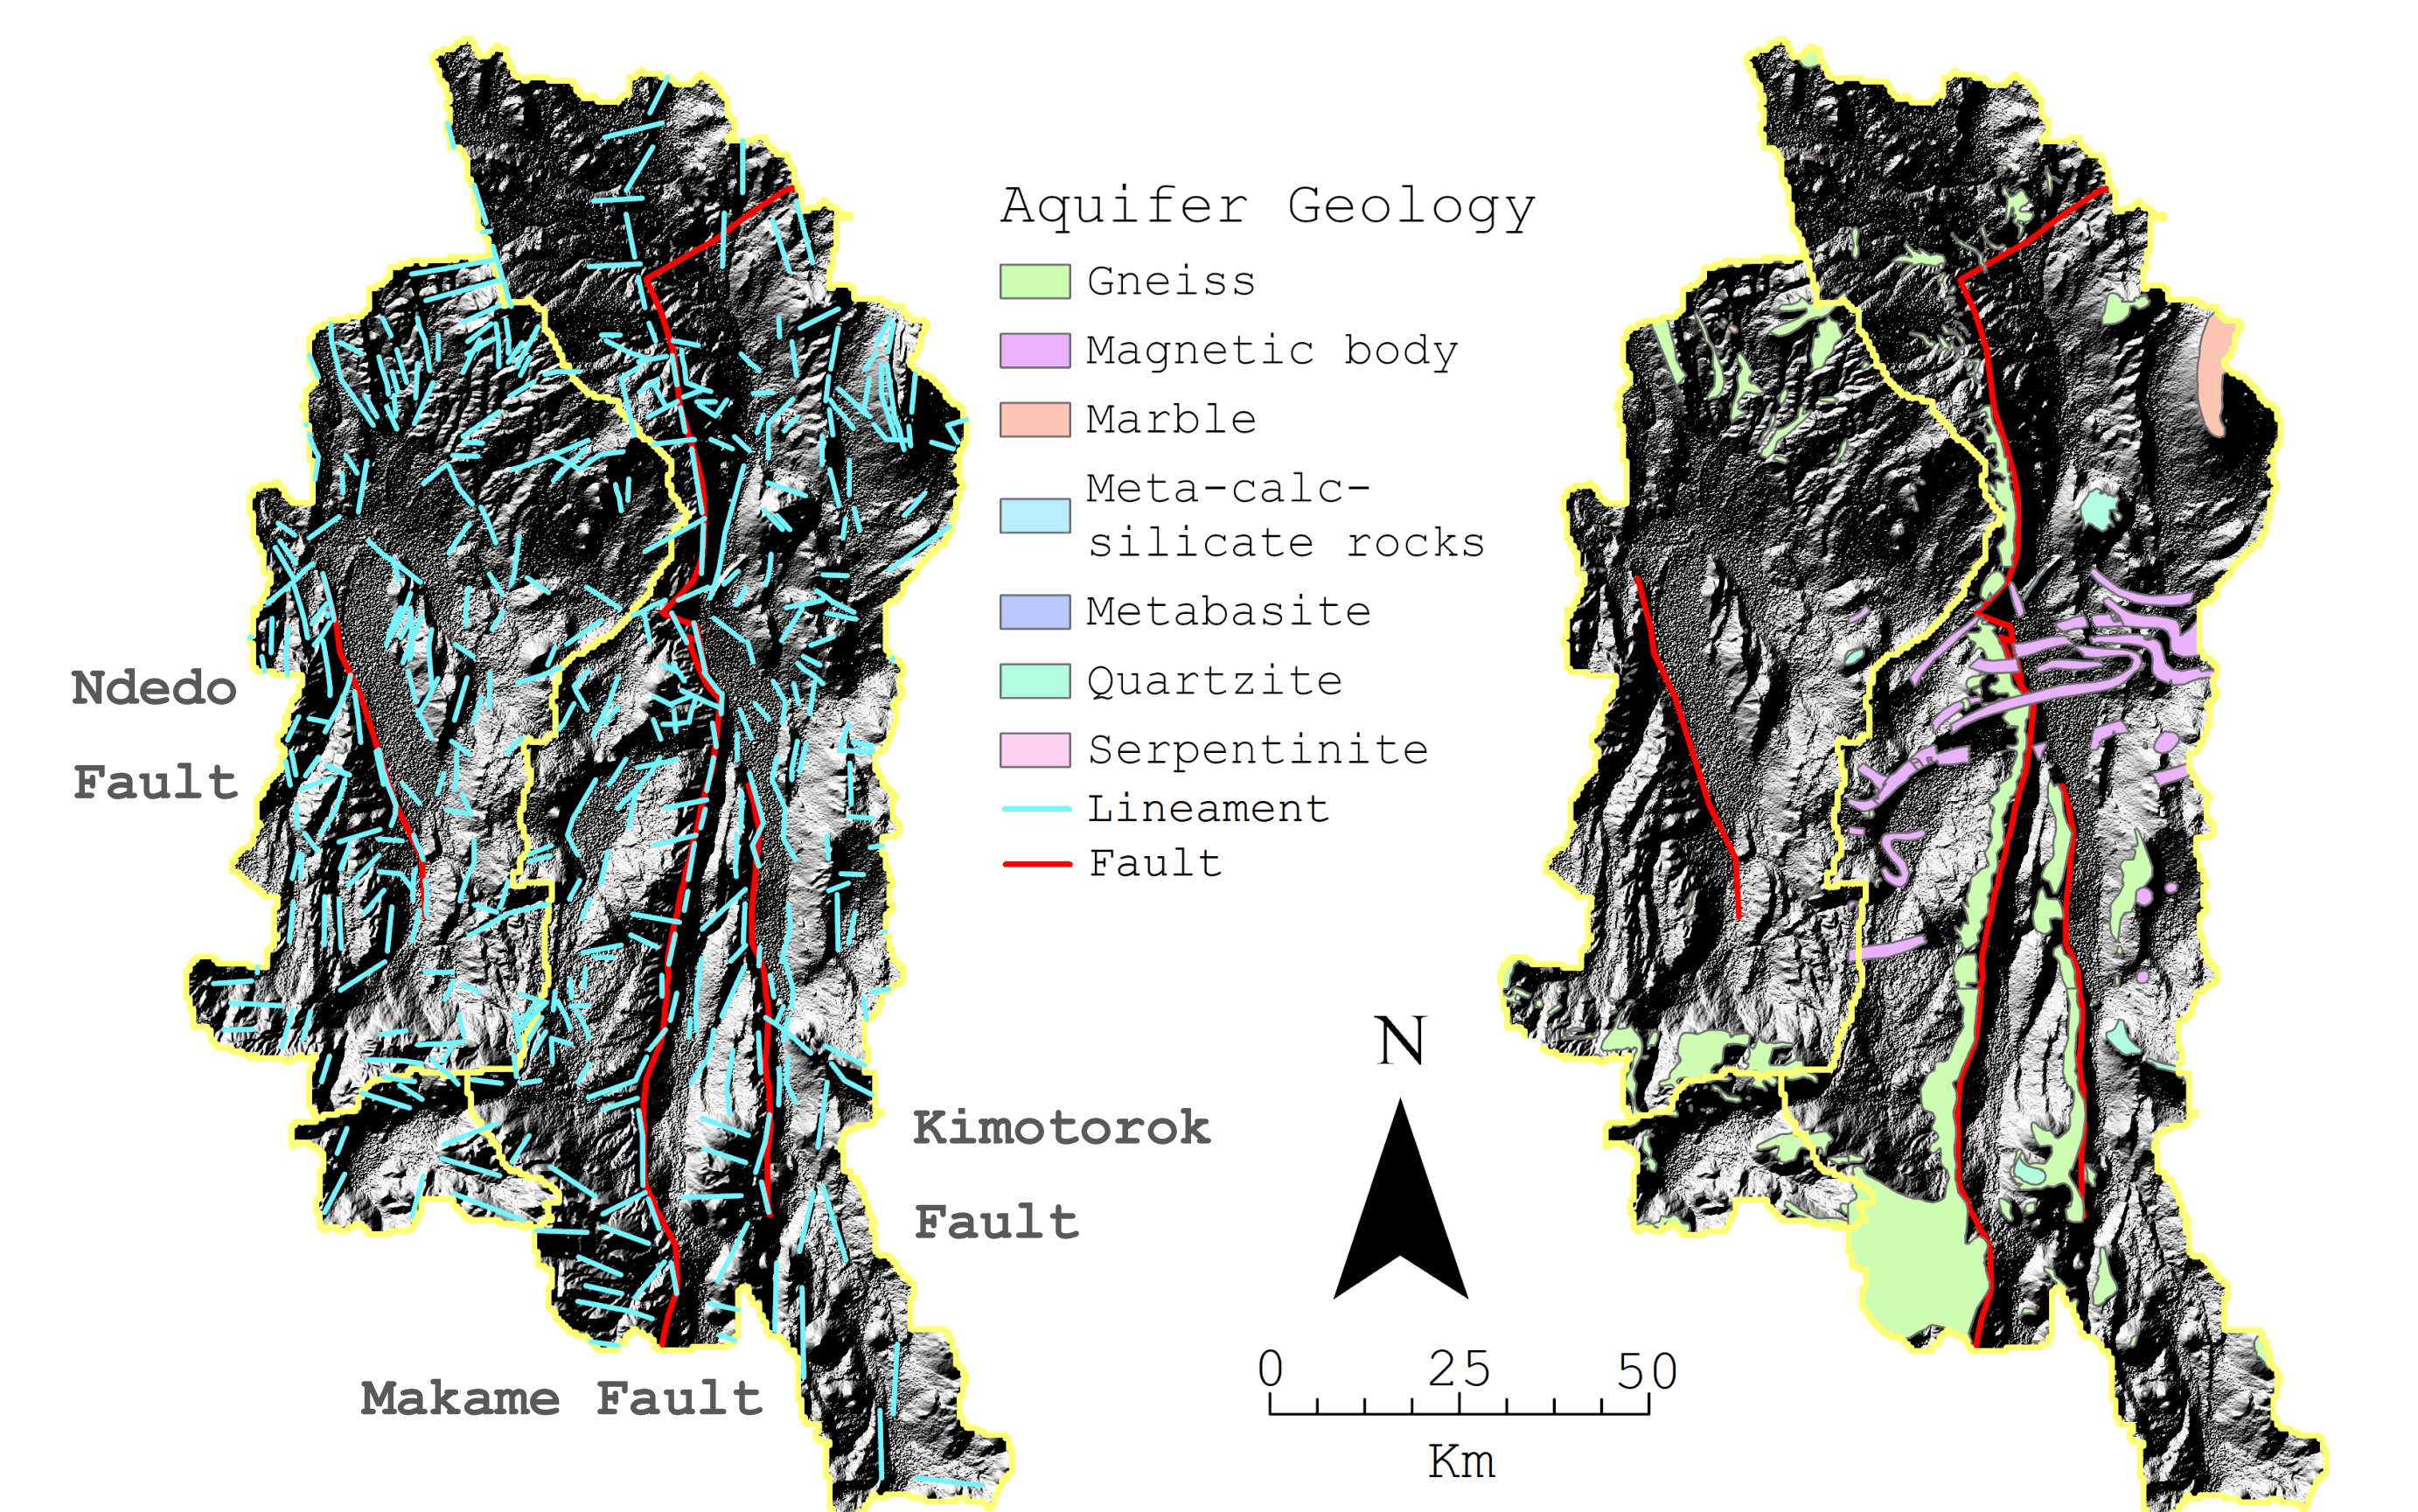 Aquifer Geology
Gneiss
Magnetic body
Marble
Meta-calc-
silicate rocks
Metabasite
Quartzite
Serpentinite
Lineament
Fault
Ndedo
Fault
Kimotorok
Fault
Makame Fault
N
0 25 50
Km